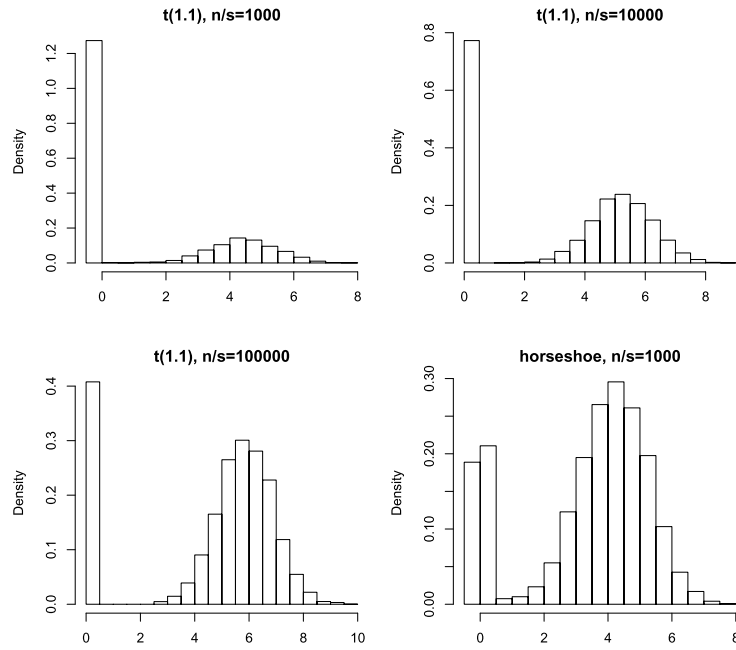 t(1.1), n/s=1000
Density
0.0 0.2 0.4 0.6 0.8 1.0 1.2
0 2 4 6 8
t(1.1), n/s=10000
Density
0.0 0.2 0.4 0.6 0.8
0 2 4 6 8
t(1.1), n/s=100000
Density
0.0 0.1 0.2 0.3 0.4
0 2 4 6 8 10
horseshoe, n/s=1000
Density
0.00 0.10 0.20 0.30
0 2 4 6 8